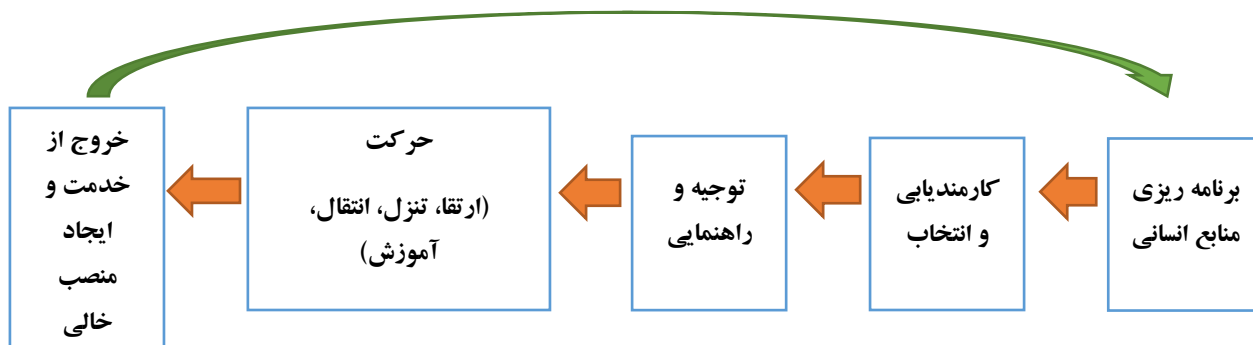 برنامه ریزی
منابع انسانی
کارمندیابی
و انتخاب
توجیه و
راهنمایی
حرکت
(ارتقا، تنزل، انتقال،
آموزش)
خروج از
خدمت و
ایجاد
منصب
خالی